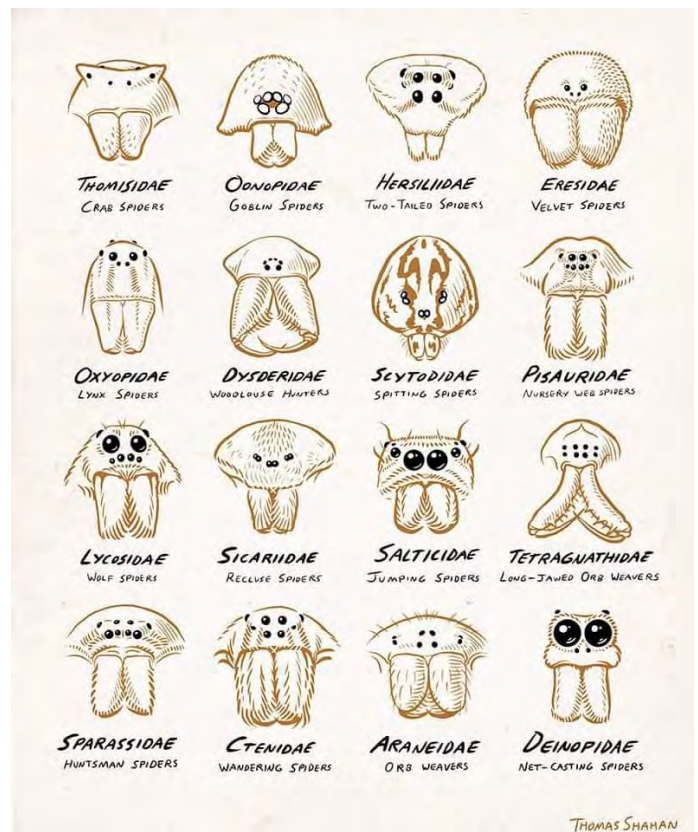 THOMISIDAE
CRAB SPIDERS
OONOPIDAE
GOBLIN SPIDERS
HERSILIIDAE
TWO-TAILED SPIDERS
ERESIDAE
VELVET SPIDERS
OXYOPIDAE
LYNX SPIDERS
DYSDERIDAE
WOODLOUSE HUNTERS
SCYTODIDAE
SPITTING SPIDERS
PISAURIDAE
NURSERY WEB SPIDERS
LYCOSIDAE
WOLF SPIDERS
SICARIIDAE
RECLUSE SPIDERS
SALTICIDAE
JUMPING SPIDERS
TETRAGNATHIDAE
LONG-JAWED ORB WEAVERS
SPARASSIDAE
HUNTSMAN SPIDERS
CTENIDAE
WANDERING SPIDERS
ARANEIDAE
ORB WEAVERS
DEINOPIDAE
NET-CASTING SPIDERS
THOMAS SHAHAN